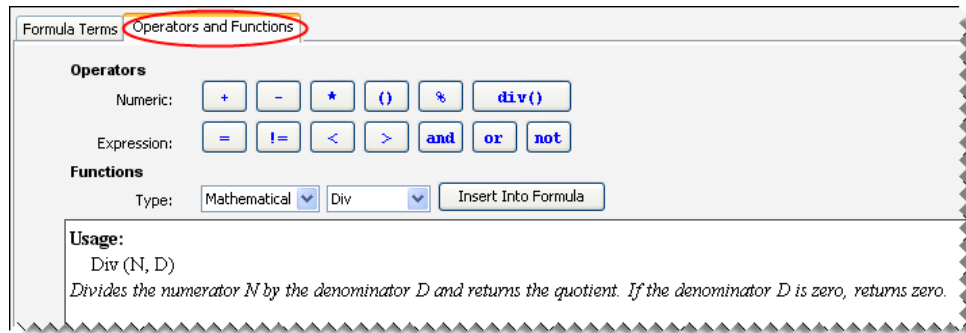 Formula Terms Operators and Functions
Operators
Numeric: + - * () % div()
Expression: = != < > and or not
Functions
Type: Mathematical Div Insert Into Formula
Usage:
Div (N, D)
Divides the numerator N by the denominator D and returns the quotient. If the denominator D is zero, returns zero.